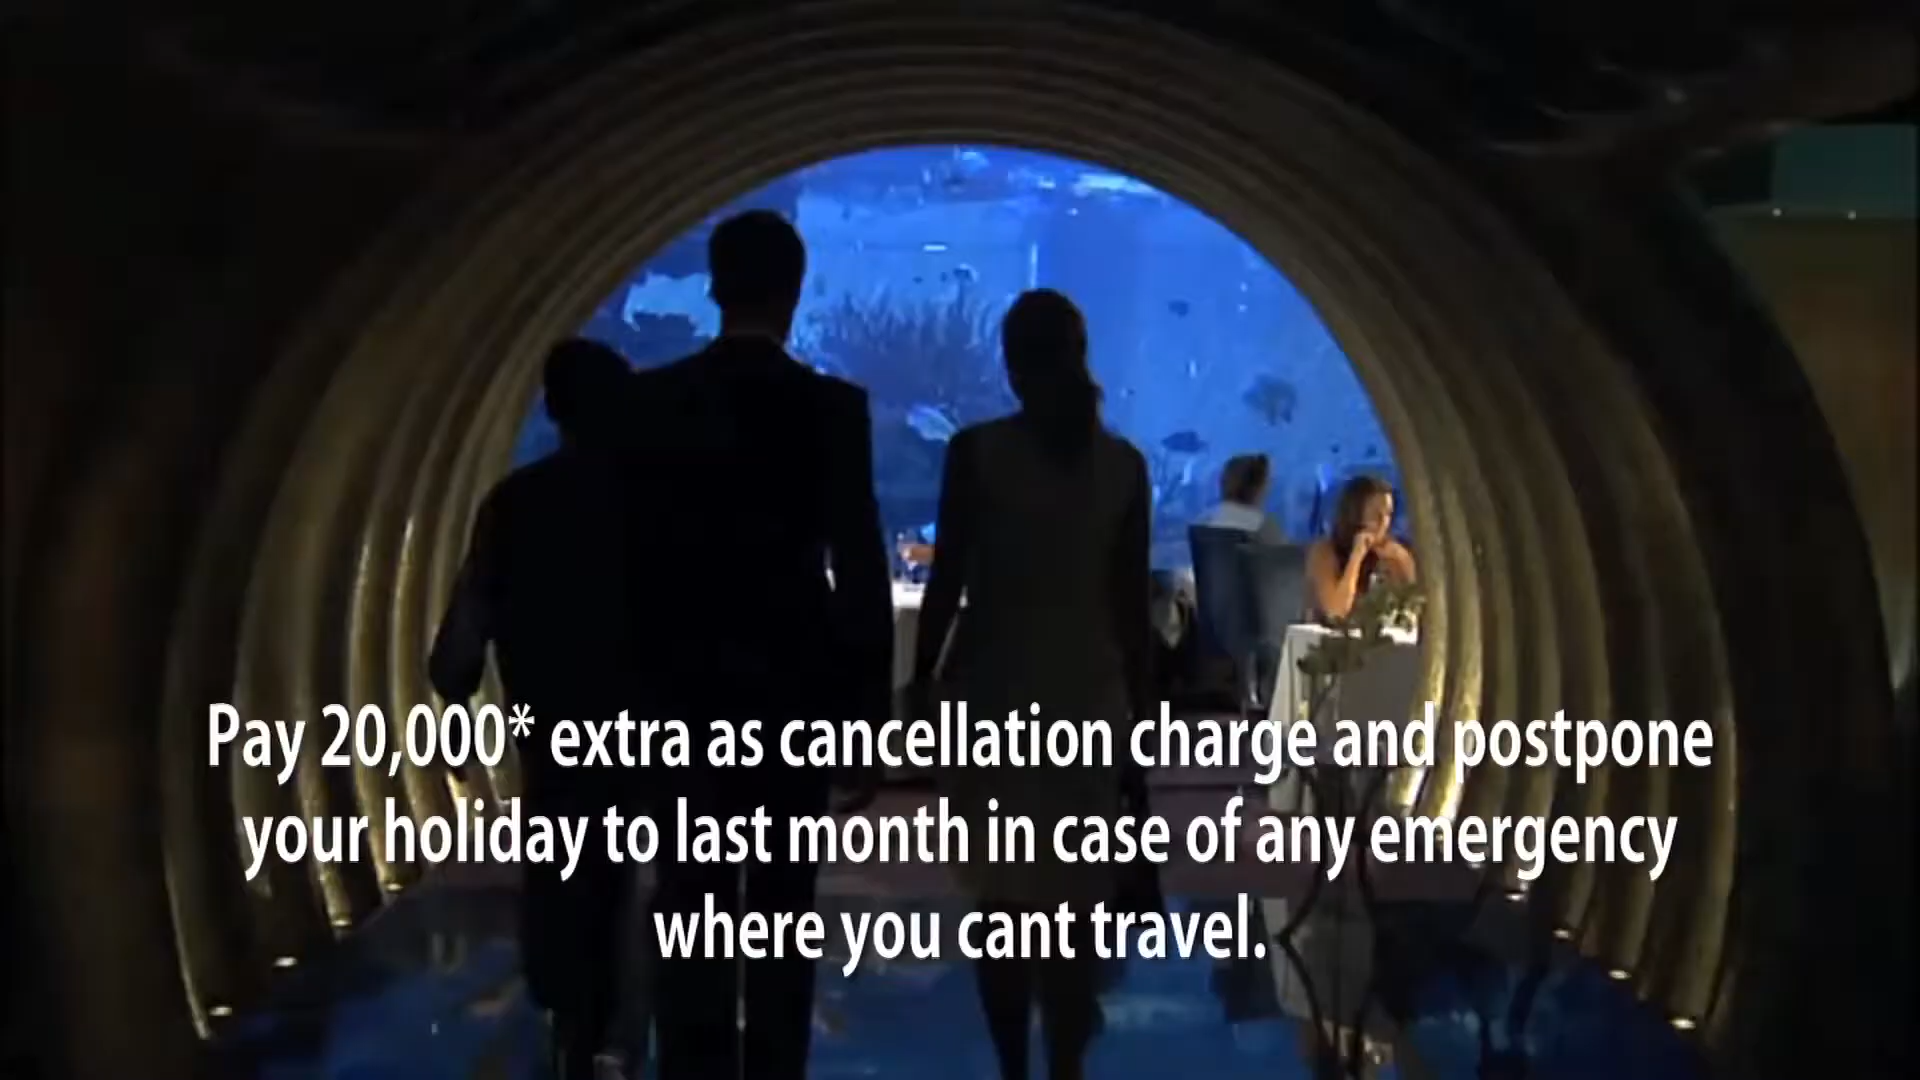 Pay 20,000* extra as cancellation charge and postpone
your holiday to last month in case of any emergency
where you cant travel.